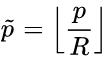 p̃ = ⌊p/R⌋